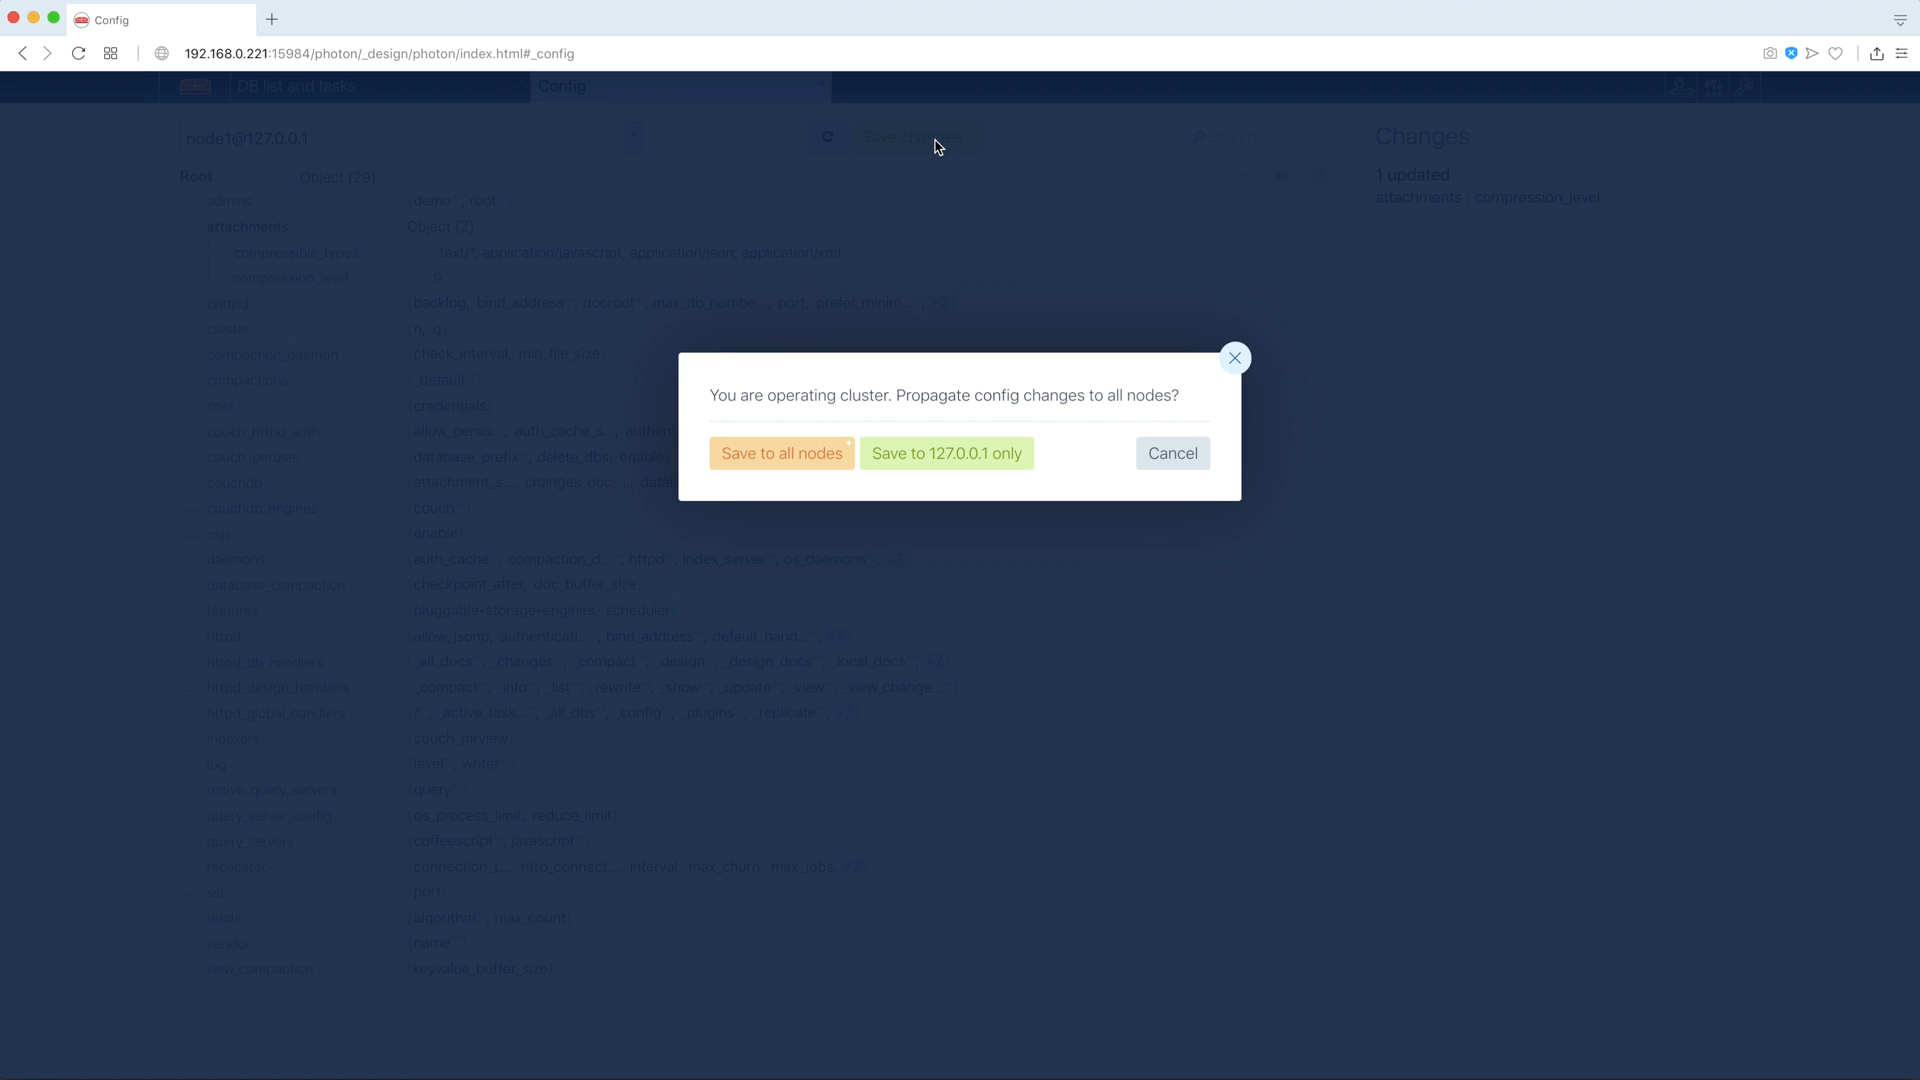 Config
192.168.0.221:15984/photon/_design/photon/index.html#_config
DB list and tasks
Config
node1@127.0.0.1
Save changes
Search
Changes
Root
Object {29}
1 updated
attachments / compression_level
admins
{demo"", root""}
attachments
Object {2}
compressible_types
text/*, application/javascript, application/json, application/xml
compression_level
9
chttpd
{backlog, bind_address"", docroot"", max_db_numbe..., port, prefer_minim...", +2}
cluster
{n, q}
compaction_daemon
{check_interval, min_file_size}
compactions
{_default""}
cors
{credentials}
couch_httpd_auth
{allow_persis..., auth_cache_s...,
couch_peruser
{database_prefix"", delete_dbs, enable,
couchdb
{attachment_s..., changes_doc_...,
couchdb_engines
{couch""}
csp
{enable}
daemons
{auth_cache"", compaction_d...", httpd"", index_server"", os_daemons"",
database_compaction
{checkpoint_after, doc_buffer_size}
features
{pluggable-storage-engines, scheduler}
httpd
{allow_jsonp, authenticati...", bind_address"", default_hand...", +7}
httpd_db_handlers
{_all_docs"", _changes"", _compact"", _design"", _design_docs"", _local_docs"", +2}
httpd_design_handlers
{_compact"", _info"", _list"", _rewrite"", _show"", _update"", _view"", _view_change..."}
httpd_global_handlers
{/"", _active_task...", _all_dbs"", _config"", _plugins"", _replicate"", +7}
indexers
{couch_mrview}
log
{level"", writer""}
native_query_servers
{query""}
query_server_config
{os_process_limit, reduce_limit}
query_servers
{coffeescript"", javascript""}
replicator
{connection_t..., http_connect..., interval, max_churn, max_jobs, +7}
ssl
{port}
uuids
{algorithm"", max_count}
vendor
{name""}
view_compaction
{keyvalue_buffer_size}
You are operating cluster. Propagate config changes to all nodes?
Save to all nodes
Save to 127.0.0.1 only
Cancel